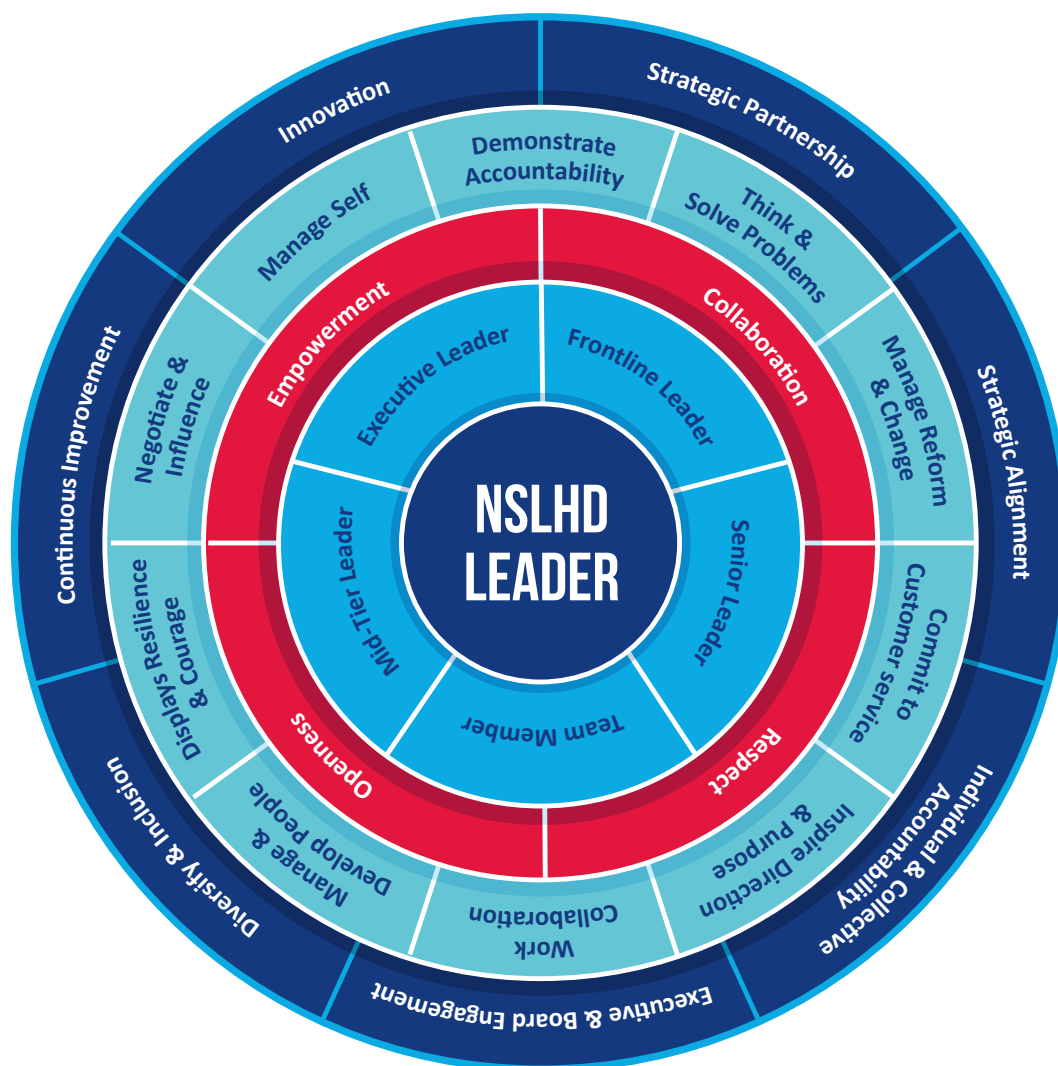 Innovation
Strategic Partnership
Strategic Alignment
Individual & Collective
Accountability
Executive & Board Engagement
Diversify & Inclusion
Continuous Improvement
Demonstrate
Accountability
Think &
Solve Problems
Manage Reform
& Change
Commit to
Customer service
Inspire Direction
& Purpose
Work
Collaboration
Manage &
Develop People
Displays Resilience
& Courage
Negotiate &
Influence
Manage Self
Empowerment
Collaboration
Respect
Openness
Executive Leader
Frontline Leader
Senior Leader
Team Member
Mid-Tier Leader
NSLHD
LEADER